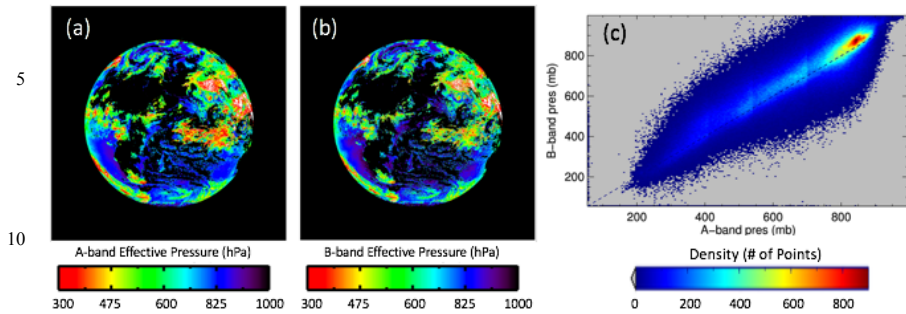 (a)
(b)
(c)
5
10
A-band Effective Pressure (hPa)
300 475 600 825 1000
B-band Effective Pressure (hPa)
300 475 600 825 1000
B-band pres (mb)
800
600
400
200
200 400 600 800
A-band pres (mb)
Density (# of Points)
0 200 400 600 800